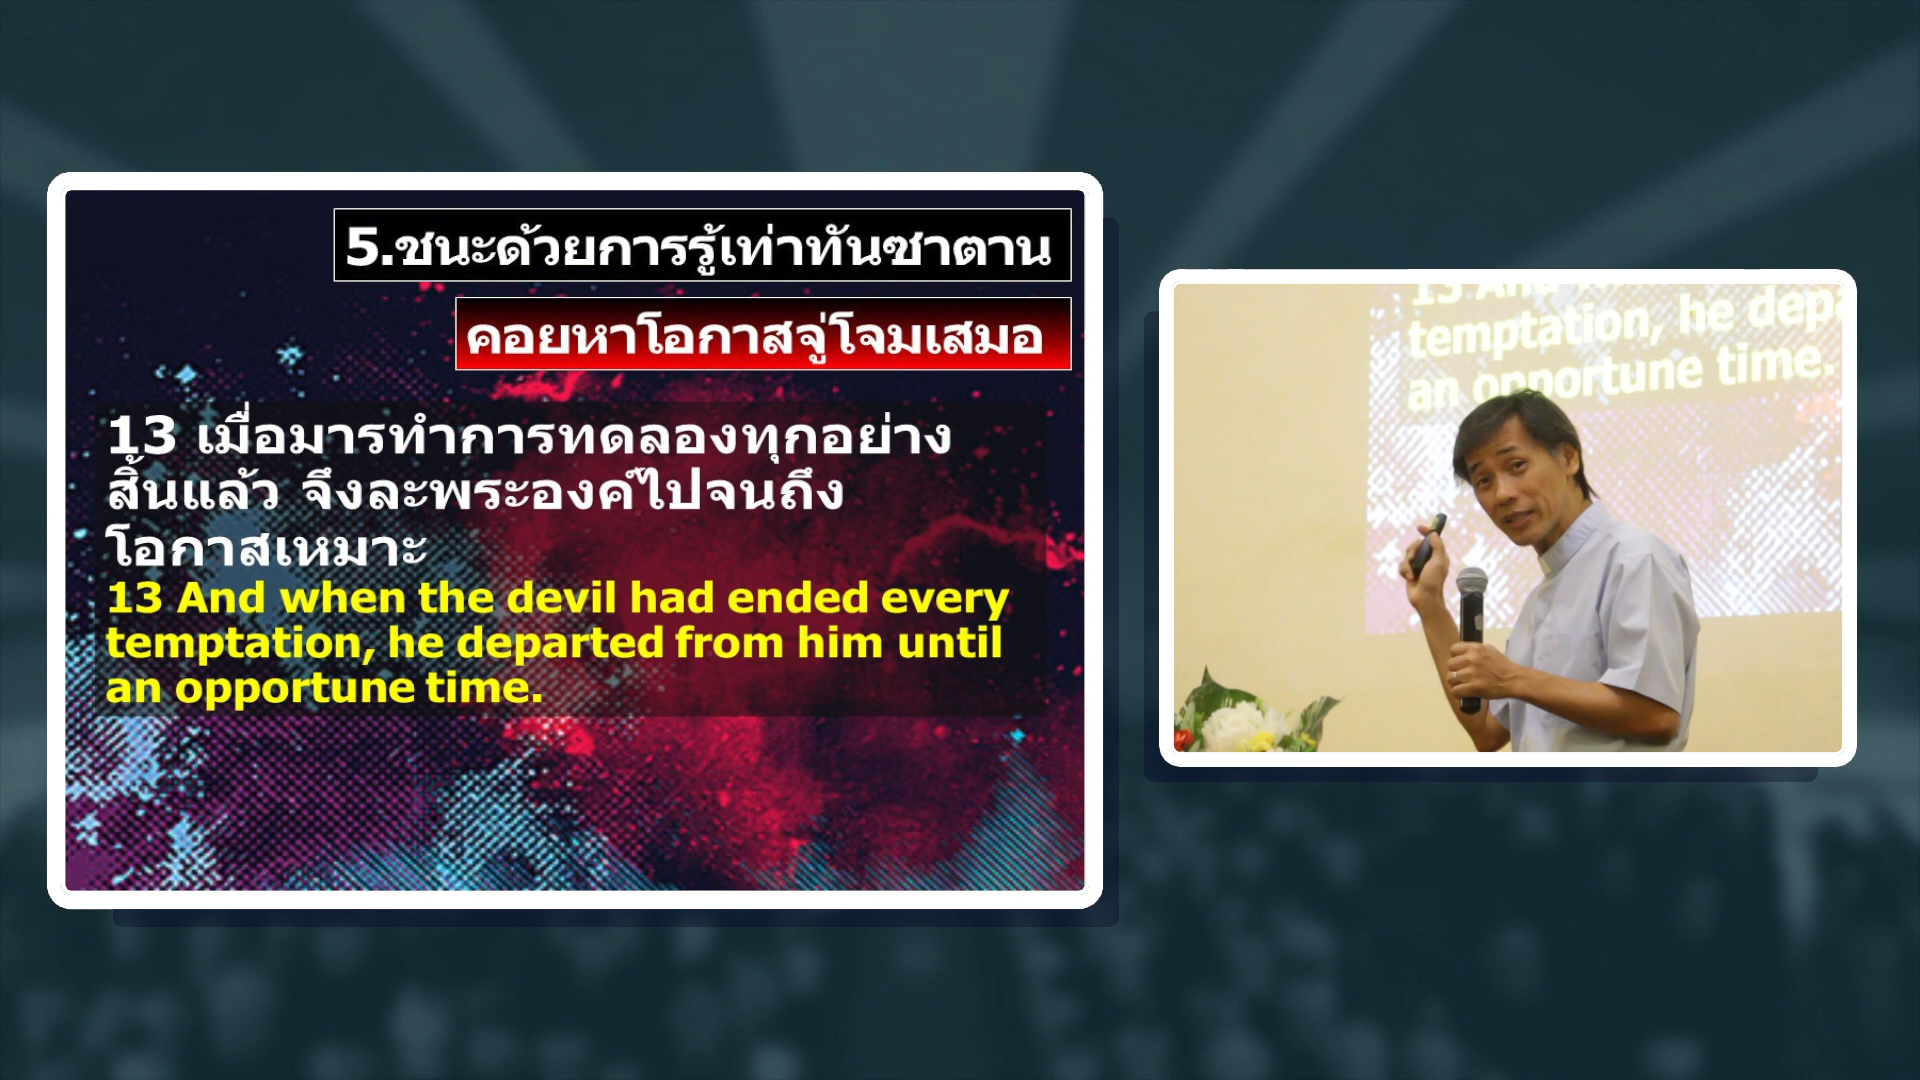 5.ชนะด้วยการรู้เท่าทันซาตาน
คอยหาโอกาสจู่โจมเสมอ
13 เมื่อมารทำการทดลองทุกอย่าง
สิ้นแล้ว จึงละพระองค์ไปจนถึง
โอกาสเหมาะ
13 And when the devil had ended every
temptation, he departed from him until
an opportune time.
13 And
temptation, he depa
an opportune time.